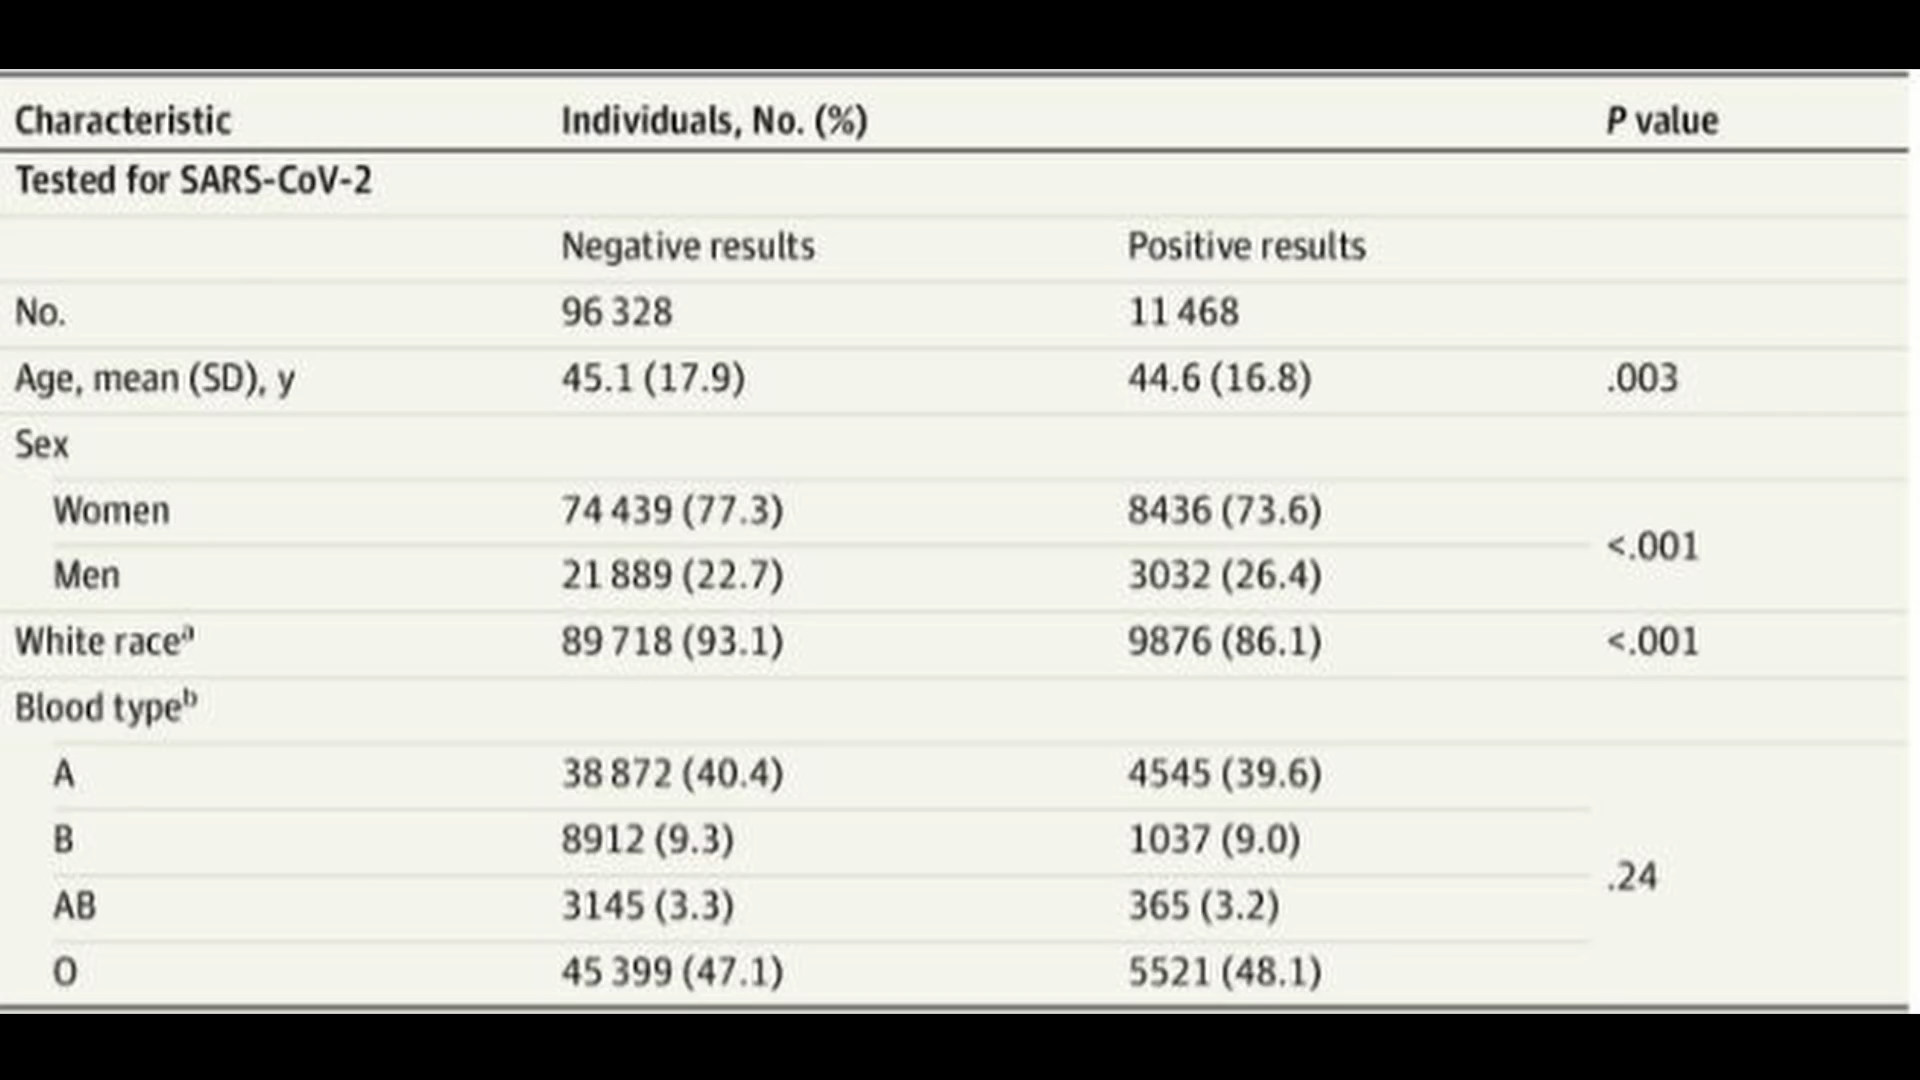 Characteristic Individuals, No. (%) P value
Tested for SARS-CoV-2
Negative results Positive results
No. 96 328 11 468
Age, mean (SD), y 45.1 (17.9) 44.6 (16.8) .003
Sex
Women 74 439 (77.3) 8436 (73.6)
<.001
Men 21 889 (22.7) 3032 (26.4)
White raceᵃ 89 718 (93.1) 9876 (86.1) <.001
Blood typeᵇ
A 38 872 (40.4) 4545 (39.6)
B 8912 (9.3) 1037 (9.0)
.24
AB 3145 (3.3) 365 (3.2)
O 45 399 (47.1) 5521 (48.1)